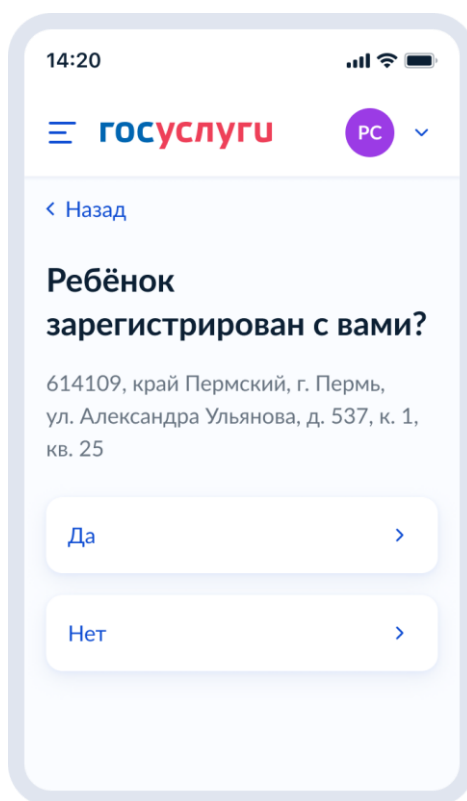 14:20
госуслуги
РС
Назад
Ребёнок
зарегистрирован с вами?
614109, край Пермский, г. Пермь,
ул. Александра Ульянова, д. 537, к. 1,
кв. 25
Да
Нет